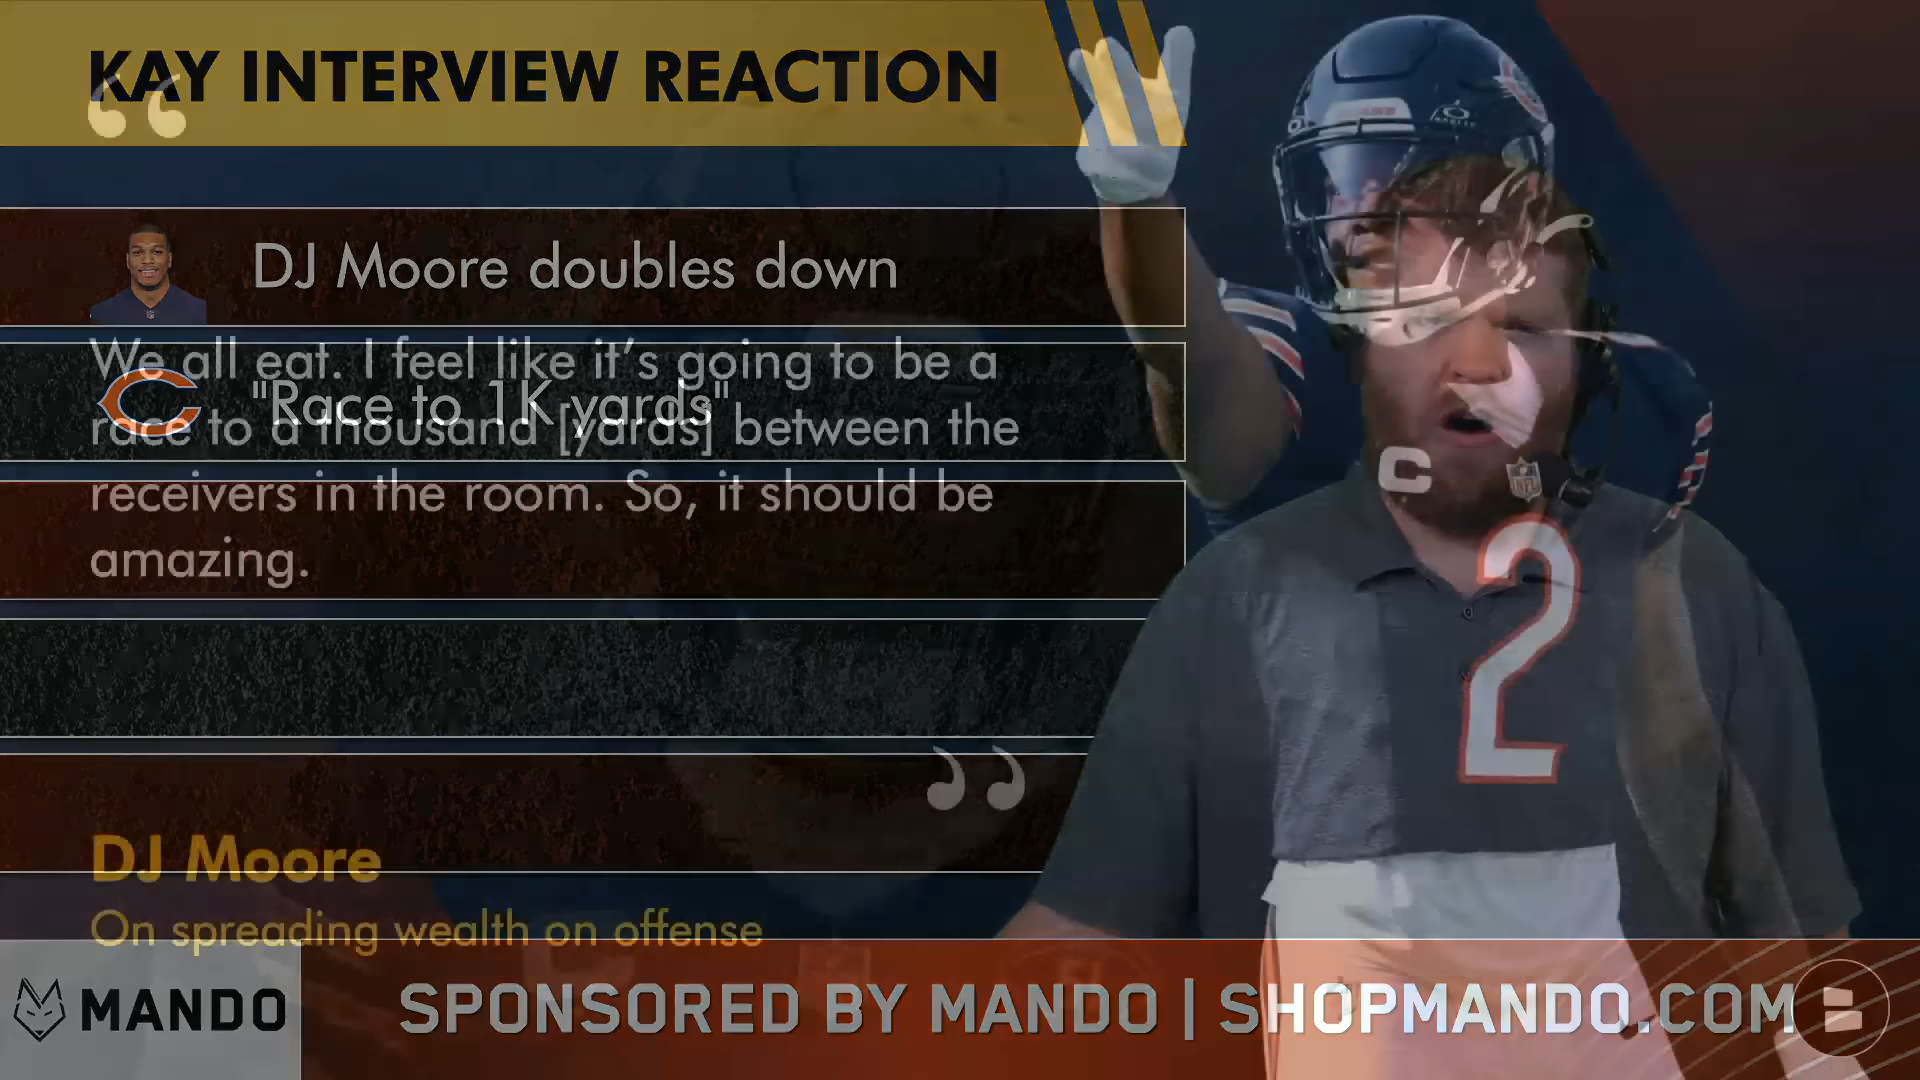 KAY INTERVIEW REACTION
“
DJ Moore doubles down
We all eat. I feel like it’s going to be a
"Race to 1K yards"
race to a thousand [yards] between the
receivers in the room. So, it should be
amazing.
”
DJ Moore
On spreading wealth on offense
MANDO
SPONSORED BY MANDO | SHOPMANDO.COM
C
NFL
2